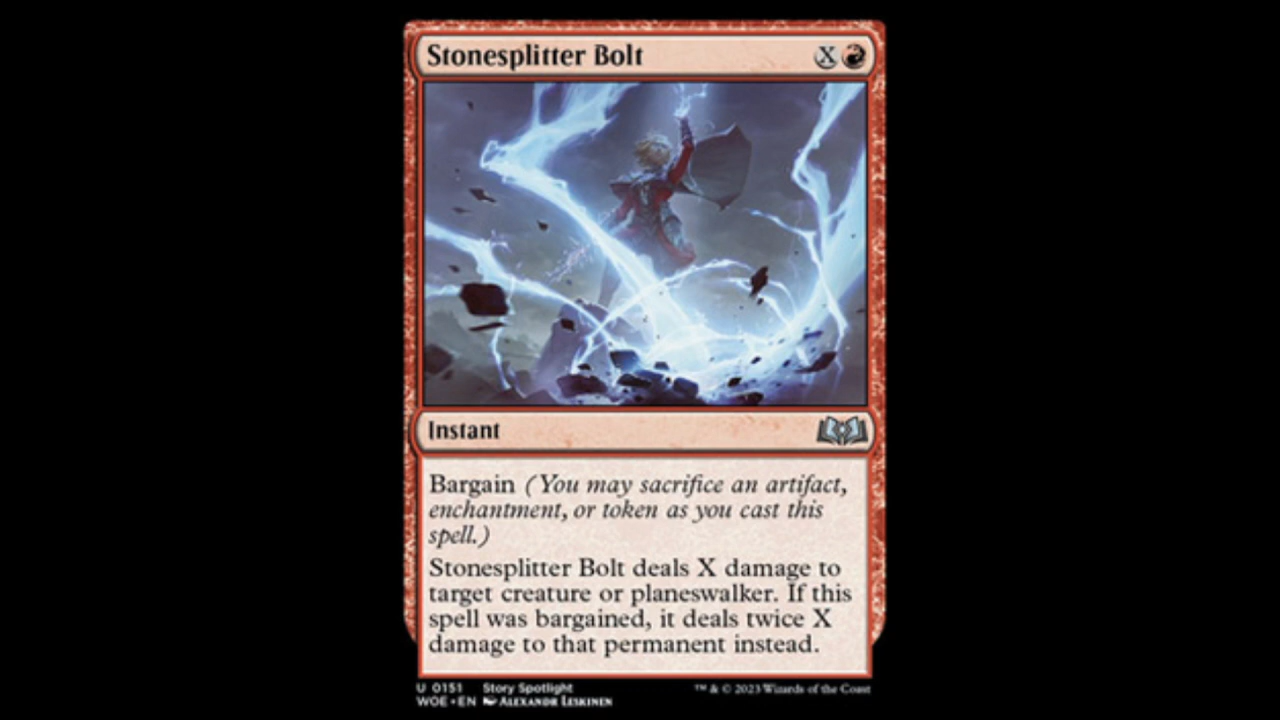 Stonesplitter Bolt X
Instant
Bargain (You may sacrifice an artifact,
enchantment, or token as you cast this
spell.)
Stonesplitter Bolt deals X damage to
target creature or planeswalker. If this
spell was bargained, it deals twice X
damage to that permanent instead.
U 0151 Story Spotlight ™ & © 2023 Wizards of the Coast
WOE • EN ALEXANDR LESKINEN